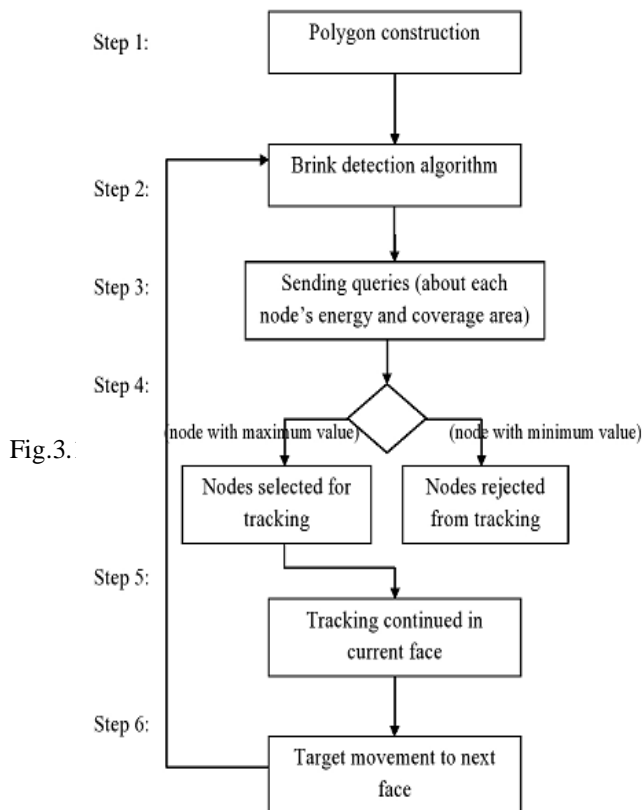 Step 1:
Polygon construction
Step 2:
Brink detection algorithm
Step 3:
Sending queries (about each
node's energy and coverage area)
Step 4:
(node with maximum value)
(node with minimum value)
Fig.3.
Nodes selected for
tracking
Nodes rejected
from tracking
Step 5:
Tracking continued in
current face
Step 6:
Target movement to next
face